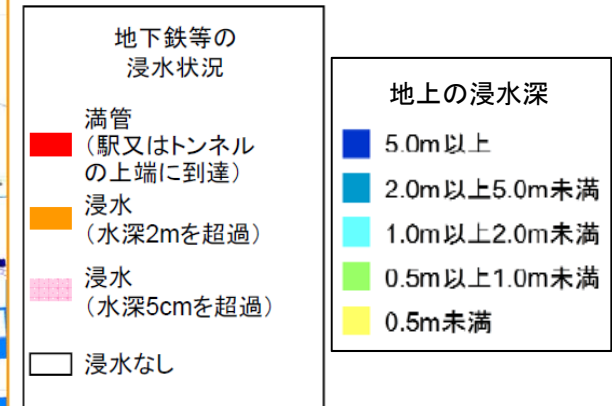 地下鉄等の
浸水状況
満管
(駅又はトンネル
の上端に到達)
浸水
(水深2mを超過)
浸水
(水深5cmを超過)
浸水なし
地上の浸水深
5.0m以上
2.0m以上5.0m未満
1.0m以上2.0m未満
0.5m以上1.0m未満
0.5m未満